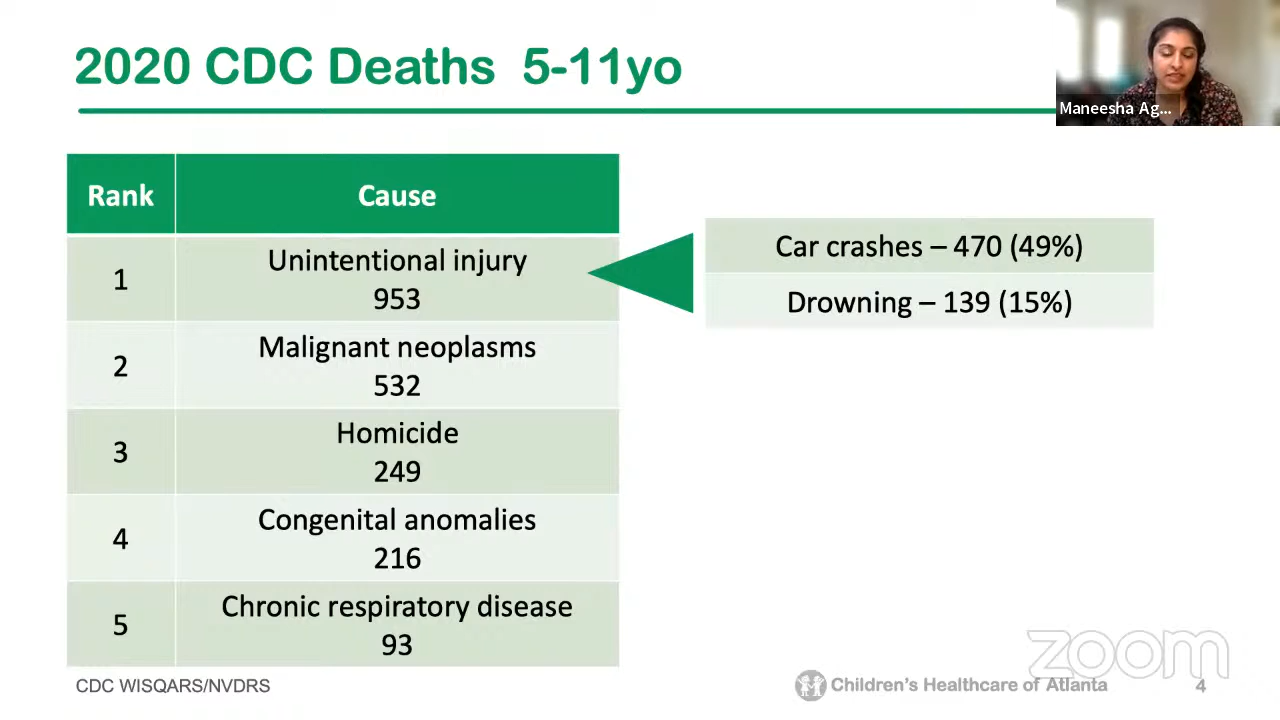 2020 CDC Deaths 5-11yo
Maneesha Ag...
Rank Cause
1 Unintentional injury
953
2 Malignant neoplasms
532
3 Homicide
249
4 Congenital anomalies
216
5 Chronic respiratory disease
93
Car crashes – 470 (49%)
Drowning – 139 (15%)
zoom
CDC WISQARS/NVDRS
Children's Healthcare of Atlanta
4